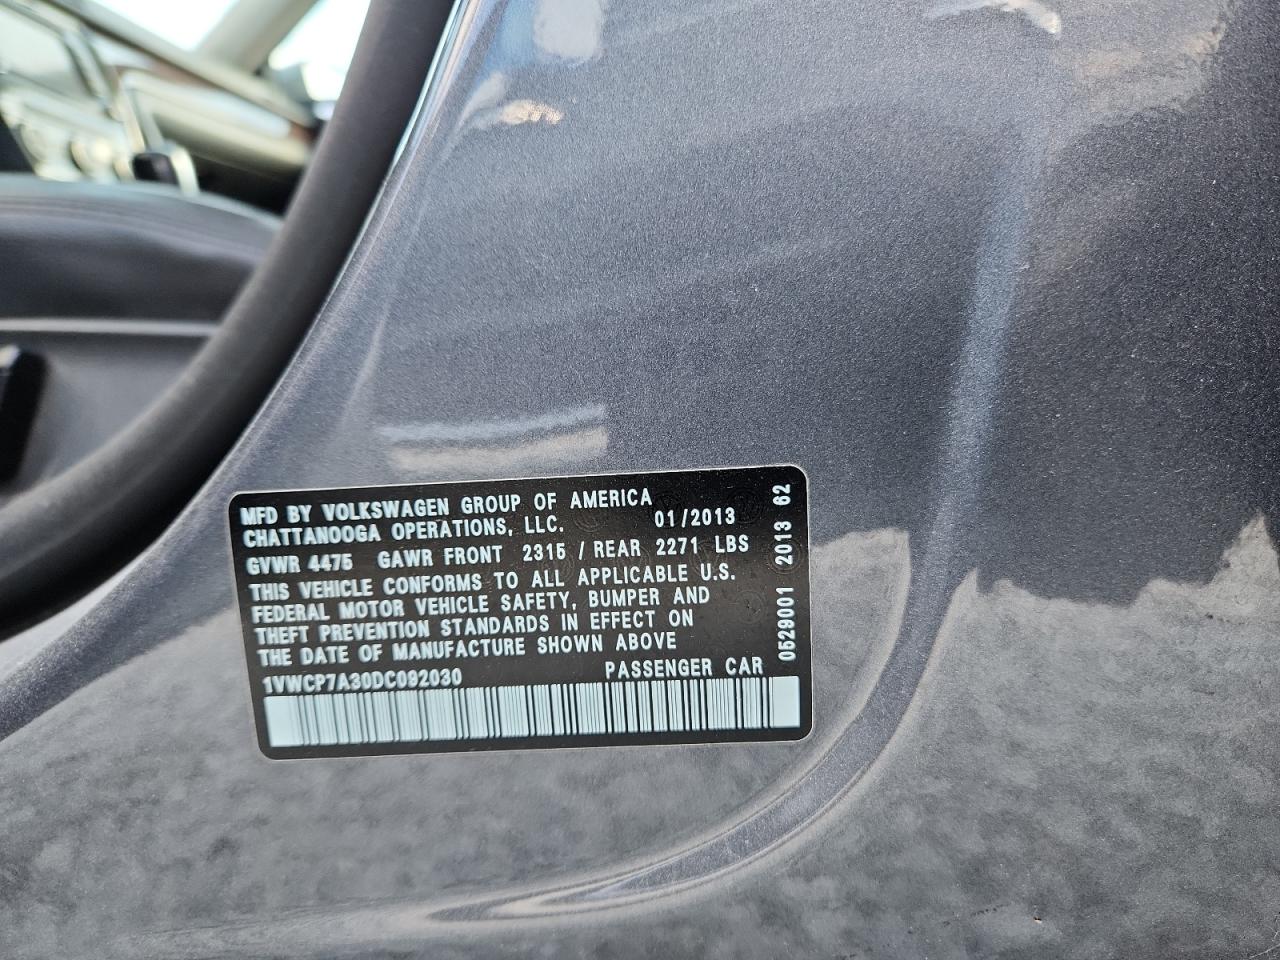 MFD BY VOLKSWAGEN GROUP OF AMERICA
CHATTANOOGA OPERATIONS, LLC. 01/2013
GVWR 4475 GAWR FRONT 2315 / REAR 2271 LBS
THIS VEHICLE CONFORMS TO ALL APPLICABLE U.S.
FEDERAL MOTOR VEHICLE SAFETY, BUMPER AND
THEFT PREVENTION STANDARDS IN EFFECT ON
THE DATE OF MANUFACTURE SHOWN ABOVE
1VWCP7A30DC092030 PASSENGER CAR
0529001 2013 62